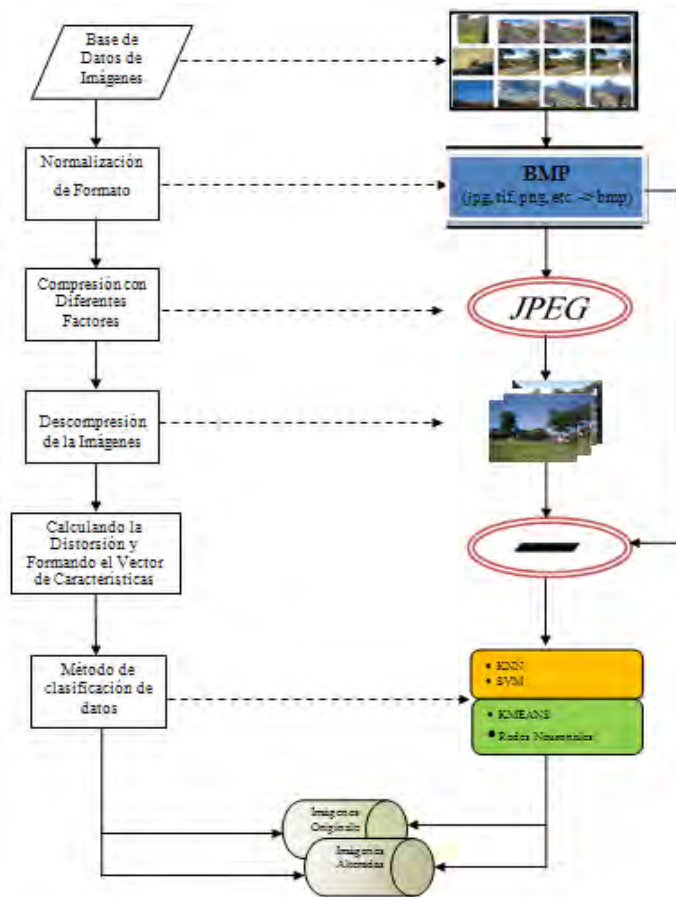 Base de
Datos de
Imágenes
Normalización
de Formato
BMP
(jpg, tif, png, etc. -> bmp)
Compresión con
Diferentes
Factores
JPEG
Descompresión
de la Imágenes
Calculando la
Distorsión y
Formando el Vector
de Características
Método de
clasificación de
datos
• KNN
• SVM
• KMEANS
• Redes Neuronales
Imágenes
Originale
Imágenes
Alteradas